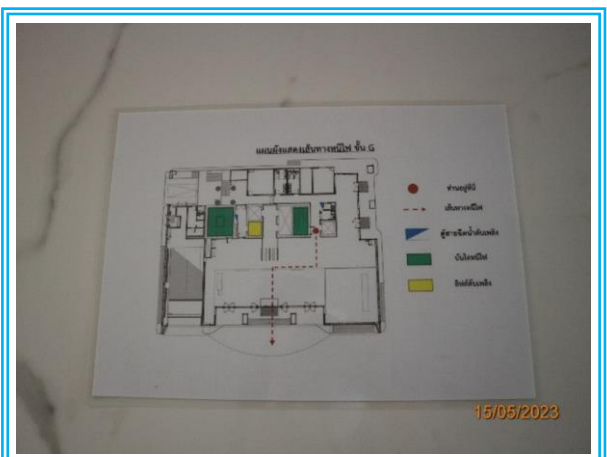 แผนผังแสดงเส้นทางหนีไฟ ชั้น G
ท่านอยู่ที่นี่
เส้นทางหนีไฟ
ตู้สายฉีดน้ำดับเพลิง
บันไดหนีไฟ
ลิฟต์ดับเพลิง
15/05/2023